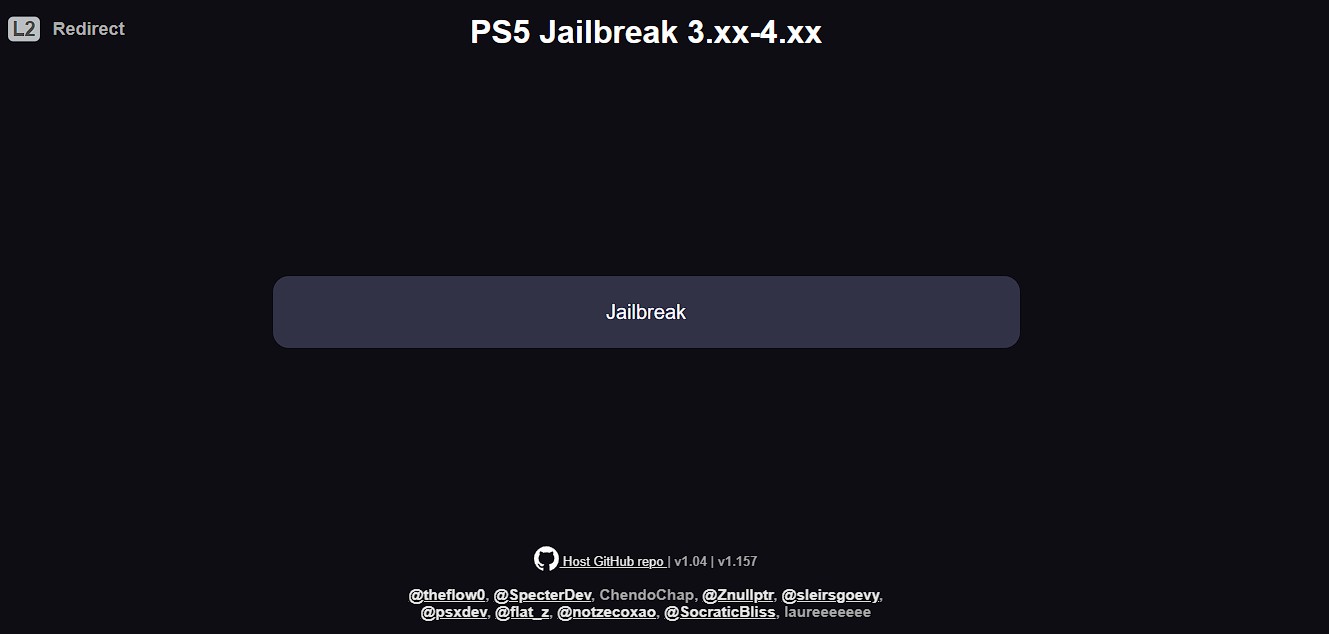 L2 Redirect
PS5 Jailbreak 3.xx-4.xx
Jailbreak
Host GitHub repo | v1.04 | v1.157
@theflow0, @SpecterDev, ChendoChap, @Znullptr, @sleirsgoevy,
@psxdev, @flat_z, @notzecoxao, @SocraticBliss, laureeeeeee